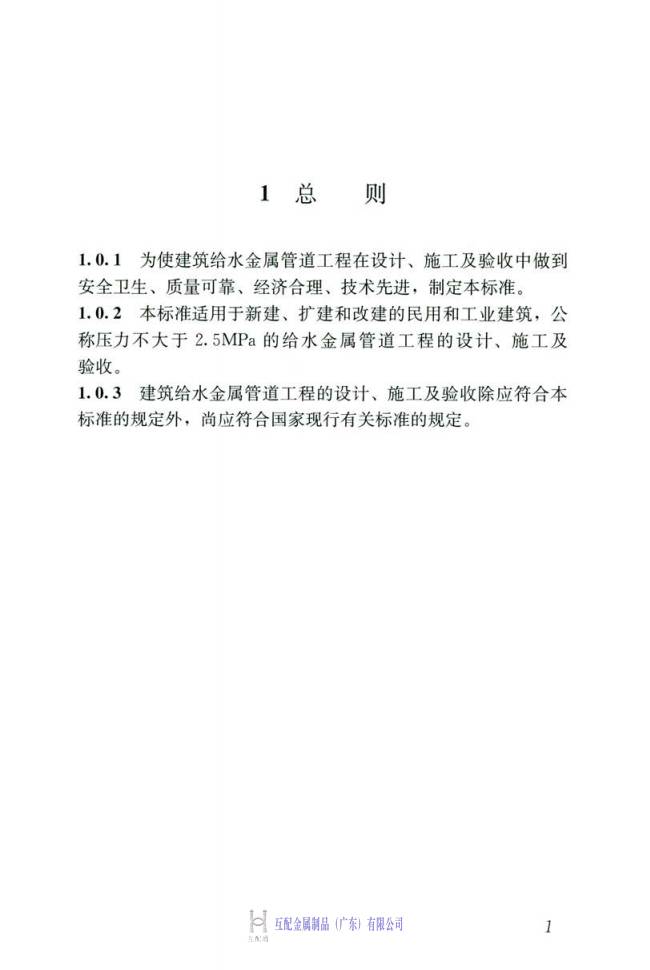 1 总 则
1.0.1 为使建筑给水金属管道工程在设计、施工及验收中做到
安全卫生、质量可靠、经济合理、技术先进，制定本标准。
1.0.2 本标准适用于新建、扩建和改建的民用和工业建筑，公
称压力不大于 2.5MPa 的给水金属管道工程的设计、施工及
验收。
1.0.3 建筑给水金属管道工程的设计、施工及验收除应符合本
标准的规定外，尚应符合国家现行有关标准的规定。
互配通
互配金属制品（广东）有限公司
1